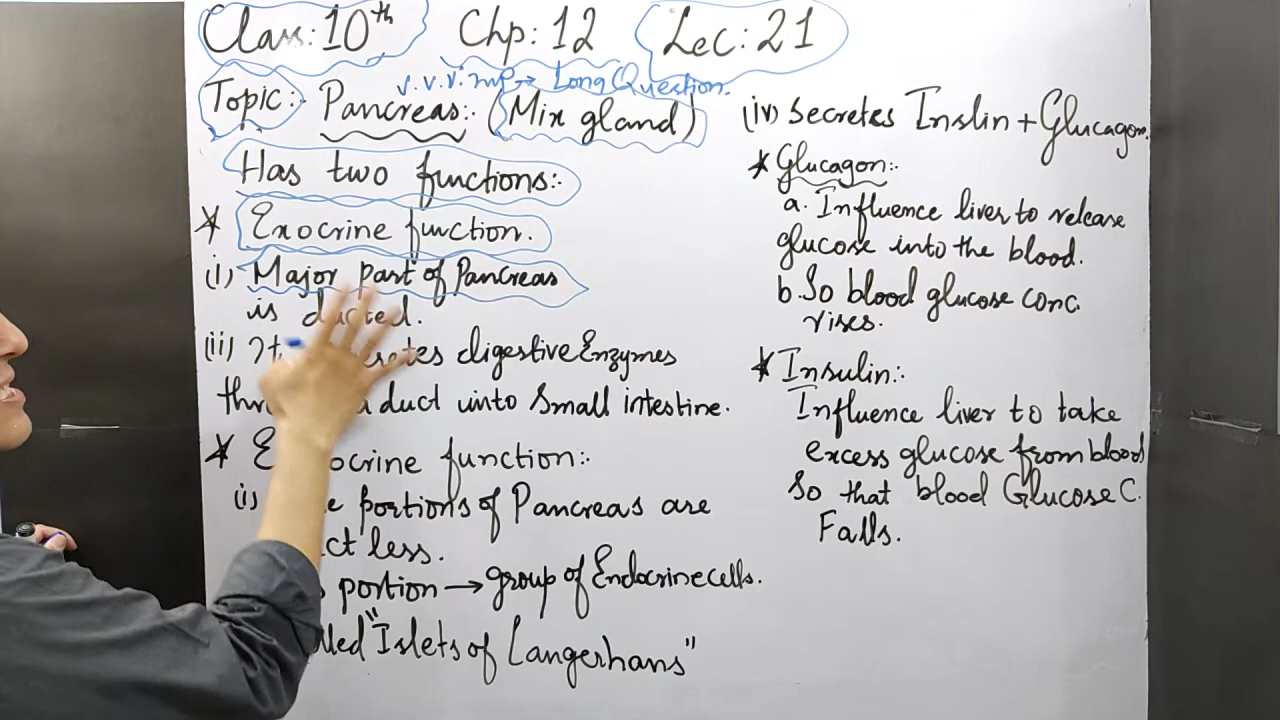 Class: 10th Chp: 12 Lec: 21
v.v.v. imp → Long Question.
Topic:- Pancreas:- (Mix gland)
Has two functions:-
* Exocrine function.
(i) Major part of Pancreas
is ducted.
(ii) It secretes digestive Enzymes
duct into Small intestine.
* function:-
(i) portions of Pancreas are
less.
portion → group of Endocrine cells.
"Islets of Langerhans"
(iv) Secretes Inslin + Glucagon.
* Glucagon:-
a. Influence liver to release
glucose into the blood.
b. So blood glucose conc
rises.
* Insulin:-
Influence liver to take
excess glucose from blood
So that blood Glucose C.
Falls.